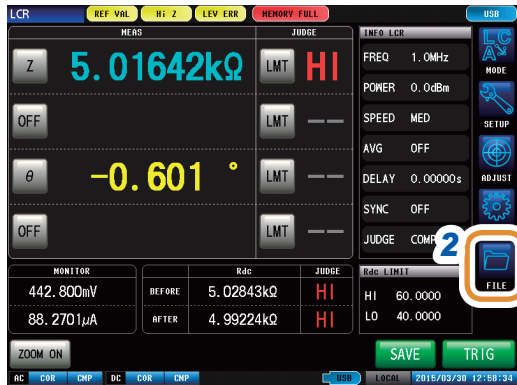 LCR REF VAL Hi Z LEV ERR MEMORY FULL USB
MEAS JUDGE INFO LCR
Z 5.01642kΩ LMT HI
FREQ 1.0MHz
MODE
POWER 0.0dBm
OFF LMT ――
SPEED MED
SETUP
AVG OFF
θ -0.601 ° LMT ――
DELAY 0.00000s
ADJUST
SYNC OFF
OFF LMT ――
JUDGE COMP
2
FILE
MONITOR Rdc JUDGE Rdc LIMIT
442.800mV BEFORE 5.02843kΩ HI HI 60.0000
88.2701μA AFTER 4.99224kΩ HI LO 40.0000
ZOOM ON SAVE TRIG
AC COR CMP DC COR CMP USB LOCAL 2015/03/30 12:58:34